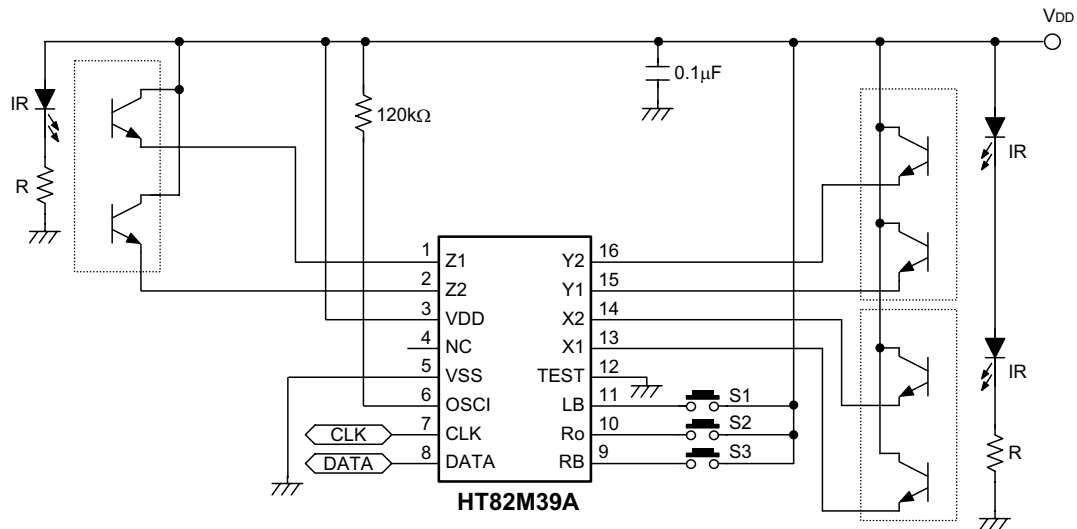 VDD
0.1µF
IR
120kΩ
IR
R
1 Z1
2 Z2
3 VDD
4 NC
5 VSS
6 OSCI
7 CLK
8 DATA
CLK
DATA
Y2 16
Y1 15
X2 14
X1 13
TEST 12
LB 11
Ro 10
RB 9
S1
S2
S3
IR
R
HT82M39A